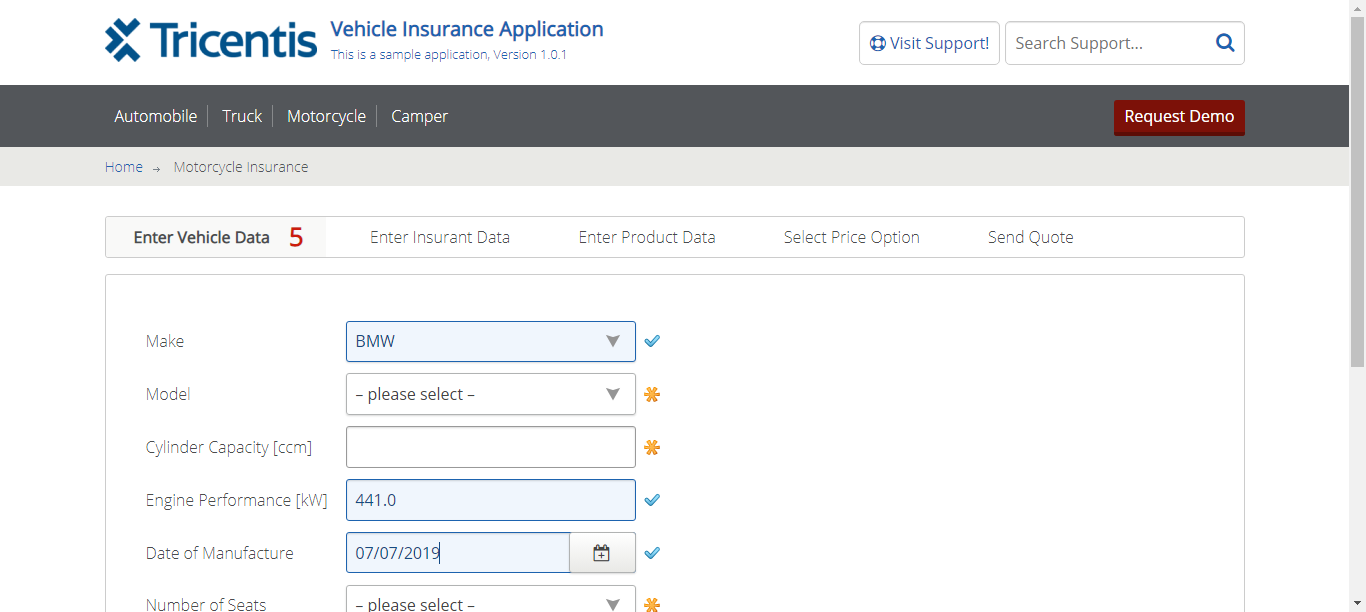 Tricentis
Vehicle Insurance Application
This is a sample application, Version 1.0.1
Visit Support!
Search Support...
Automobile
Truck
Motorcycle
Camper
Request Demo
Home → Motorcycle Insurance
Enter Vehicle Data 5
Enter Insurant Data
Enter Product Data
Select Price Option
Send Quote
Make
BMW
Model
– please select –
Cylinder Capacity [ccm]
Engine Performance [kW]
441.0
Date of Manufacture
07/07/2019
Number of Seats
– please select –